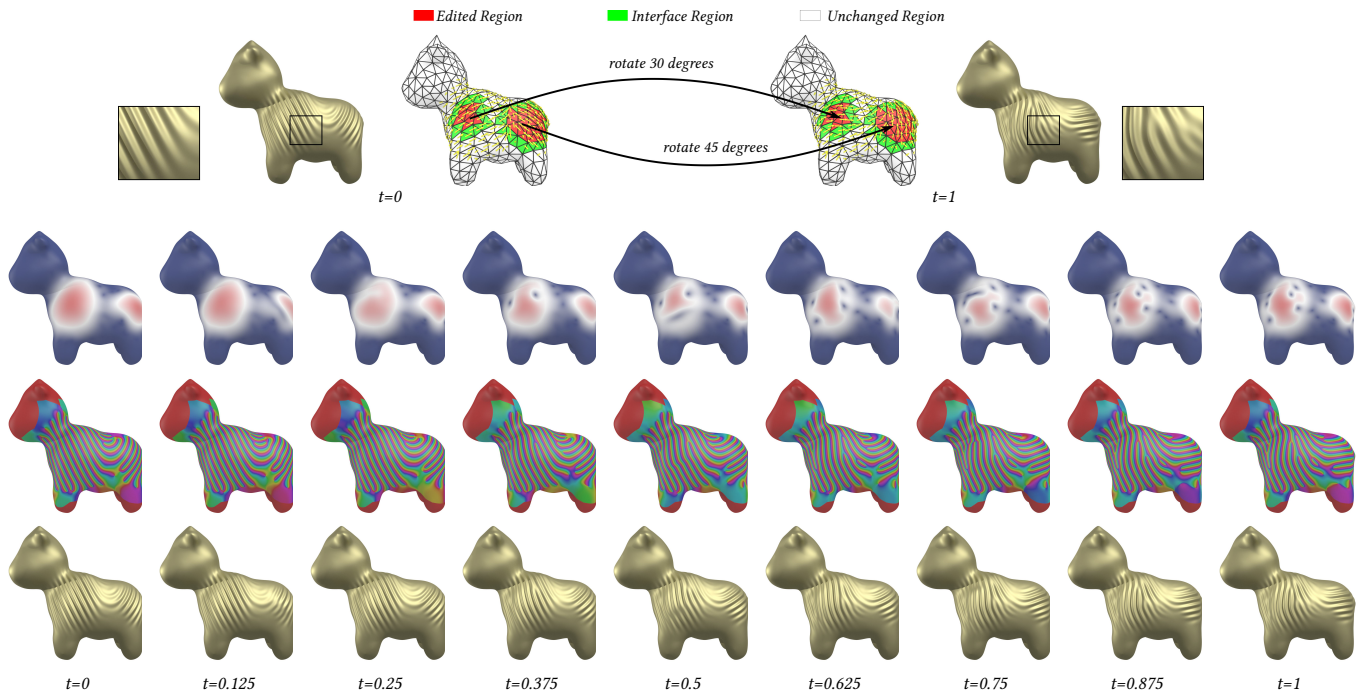 Edited Region
Interface Region
Unchanged Region
rotate 30 degrees
rotate 45 degrees
t=0
t=1
t=0
t=0.125
t=0.25
t=0.375
t=0.5
t=0.625
t=0.75
t=0.875
t=1